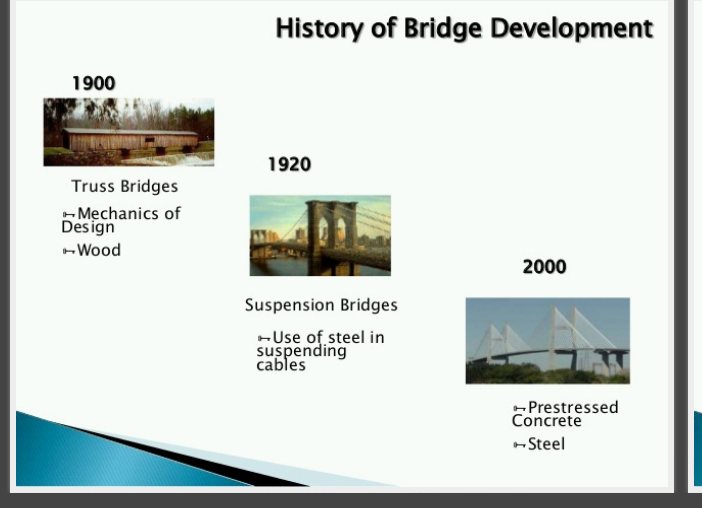 History of Bridge Development
1900
Truss Bridges
Mechanics of
Design
Wood
1920
Suspension Bridges
Use of steel in
suspending
cables
2000
Prestressed
Concrete
Steel